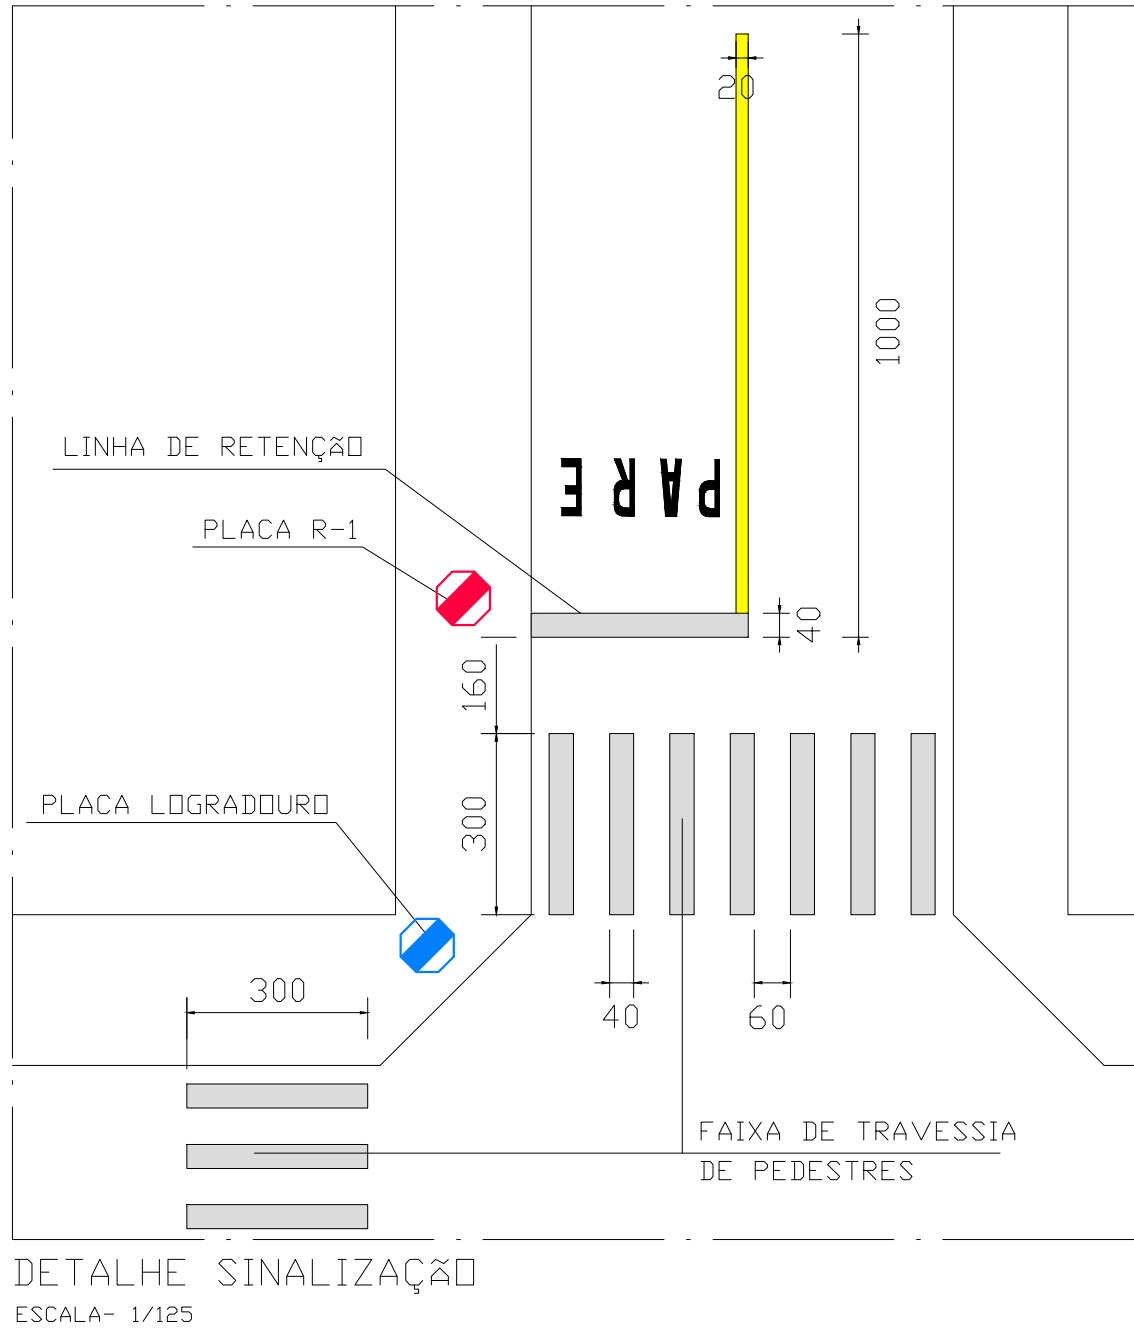 20
1000
LINHA DE RETENÇÃO
PARE
PLACA R-1
40
160
PLACA LOGRADOURO
300
300
40
60
FAIXA DE TRAVESSIA
DE PEDESTRES
DETALHE SINALIZAÇÃO
ESCALA- 1/125